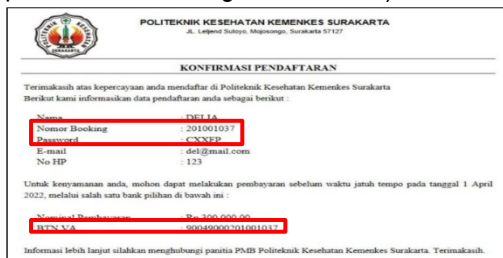 POLITEKNIK KESEHATAN KEMENKES SURAKARTA
JL. Letjend Sutoyo, Mojosongo, Surakarta 57127
KONFIRMASI PENDAFTARAN
Terimakasih atas kepercayaan anda mendaftar di Politeknik Kesehatan Kemenkes Surakarta
Berikut kami informasikan data pendaftaran anda sebagai berikut :
Nama : DELIA
Nomor Booking : 201001037
Password : CXXFP
E-mail : del@mail.com
No HP : 123
Untuk kenyamanan anda, mohon dapat melakukan pembayaran sebelum waktu jatuh tempo pada tanggal 1 April
2022, melalui salah satu bank pilihan di bawah ini :
Nominal Pembayaran : Rp 300.000,00
BTN VA : 90049000201001037
Informasi lebih lanjut silahkan menghubungi panitia PMB Politeknik Kesehatan Kemenkes Surakarta. Terimakasih.